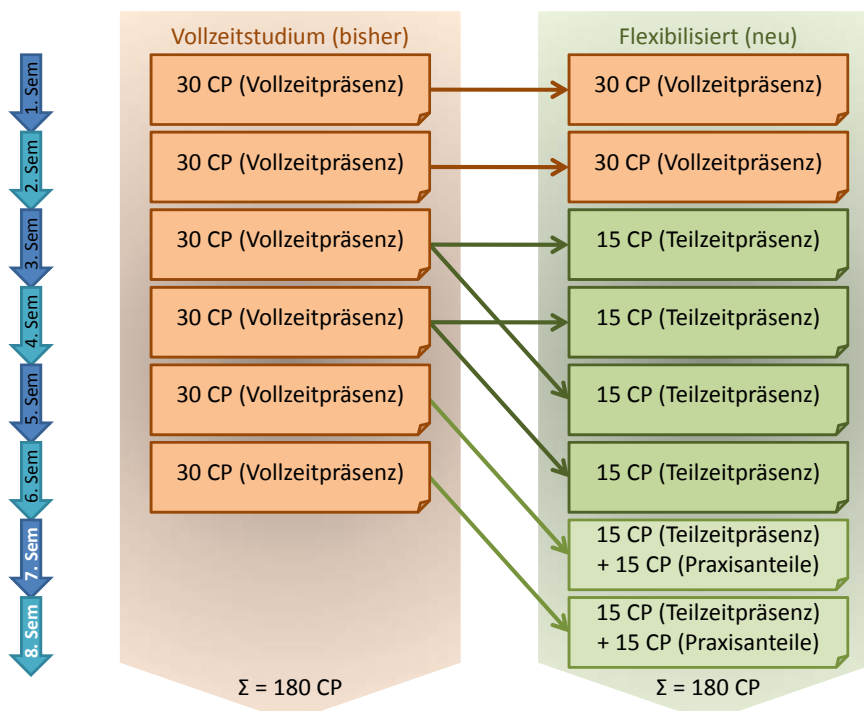 Vollzeitstudium (bisher)
Flexibilisiert (neu)
1. Sem
30 CP (Vollzeitpräsenz)
30 CP (Vollzeitpräsenz)
2. Sem
30 CP (Vollzeitpräsenz)
30 CP (Vollzeitpräsenz)
3. Sem
30 CP (Vollzeitpräsenz)
15 CP (Teilzeitpräsenz)
4. Sem
30 CP (Vollzeitpräsenz)
15 CP (Teilzeitpräsenz)
5. Sem
30 CP (Vollzeitpräsenz)
15 CP (Teilzeitpräsenz)
6. Sem
30 CP (Vollzeitpräsenz)
15 CP (Teilzeitpräsenz)
7. Sem
15 CP (Teilzeitpräsenz)
+ 15 CP (Praxisanteile)
8. Sem
15 CP (Teilzeitpräsenz)
+ 15 CP (Praxisanteile)
Σ = 180 CP
Σ = 180 CP